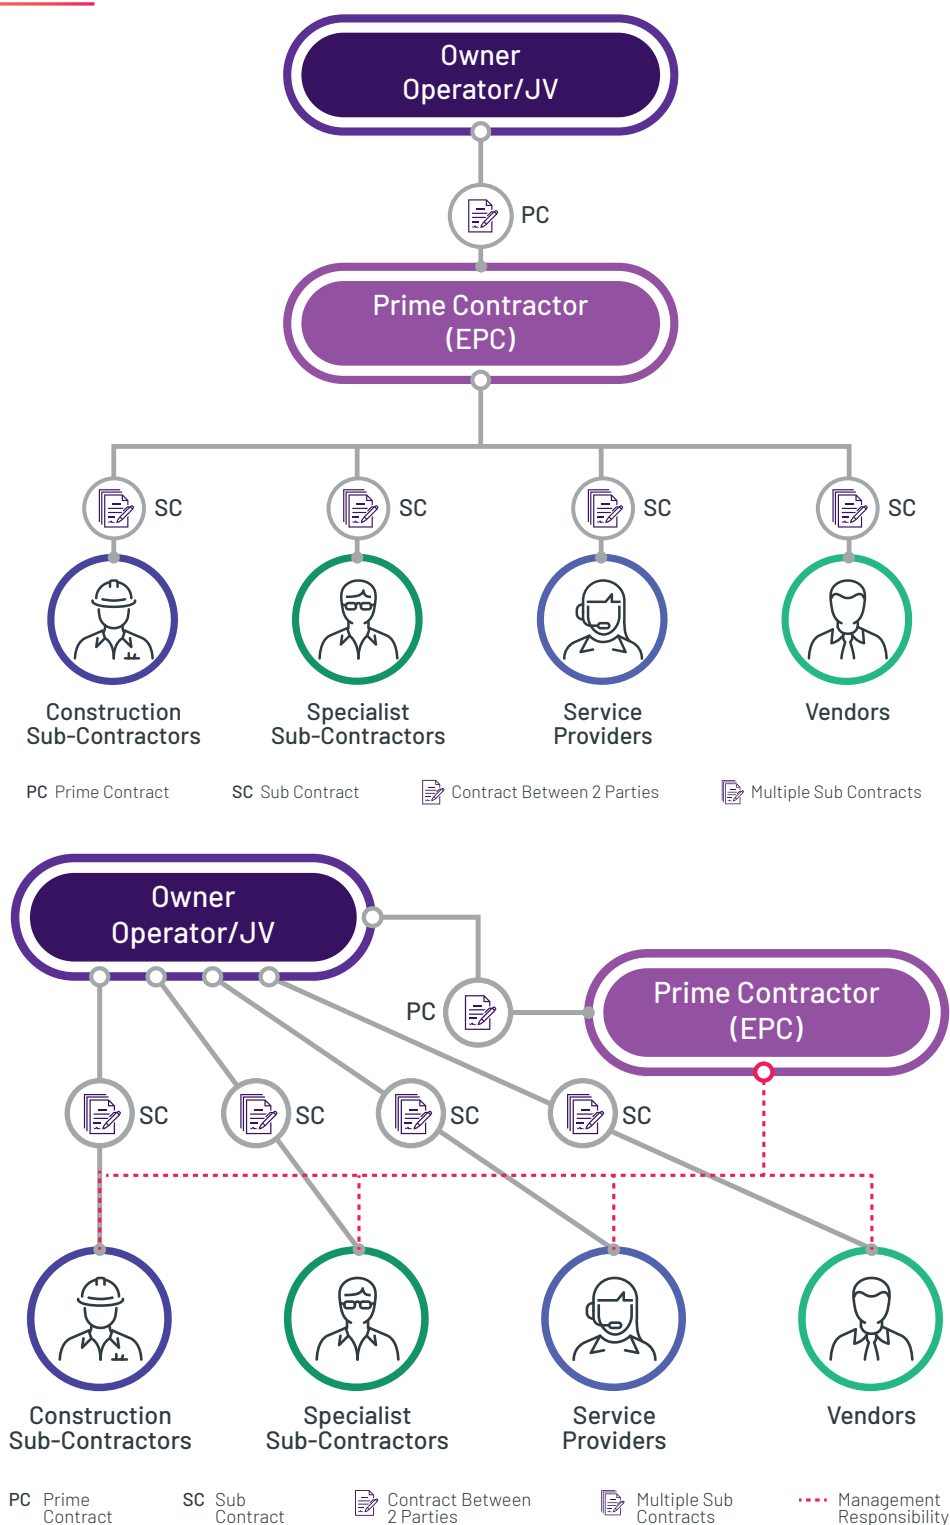 Owner
Operator/JV
PC
Prime Contractor
(EPC)
SC
SC
SC
SC
Construction
Sub-Contractors
Specialist
Sub-Contractors
Service
Providers
Vendors
PC Prime Contract
SC Sub Contract
Contract Between 2 Parties
Multiple Sub Contracts
Owner
Operator/JV
PC
Prime Contractor
(EPC)
SC
SC
SC
SC
Construction
Sub-Contractors
Specialist
Sub-Contractors
Service
Providers
Vendors
PC Prime
Contract
SC Sub
Contract
Contract Between
2 Parties
Multiple Sub
Contracts
Management
Responsibility